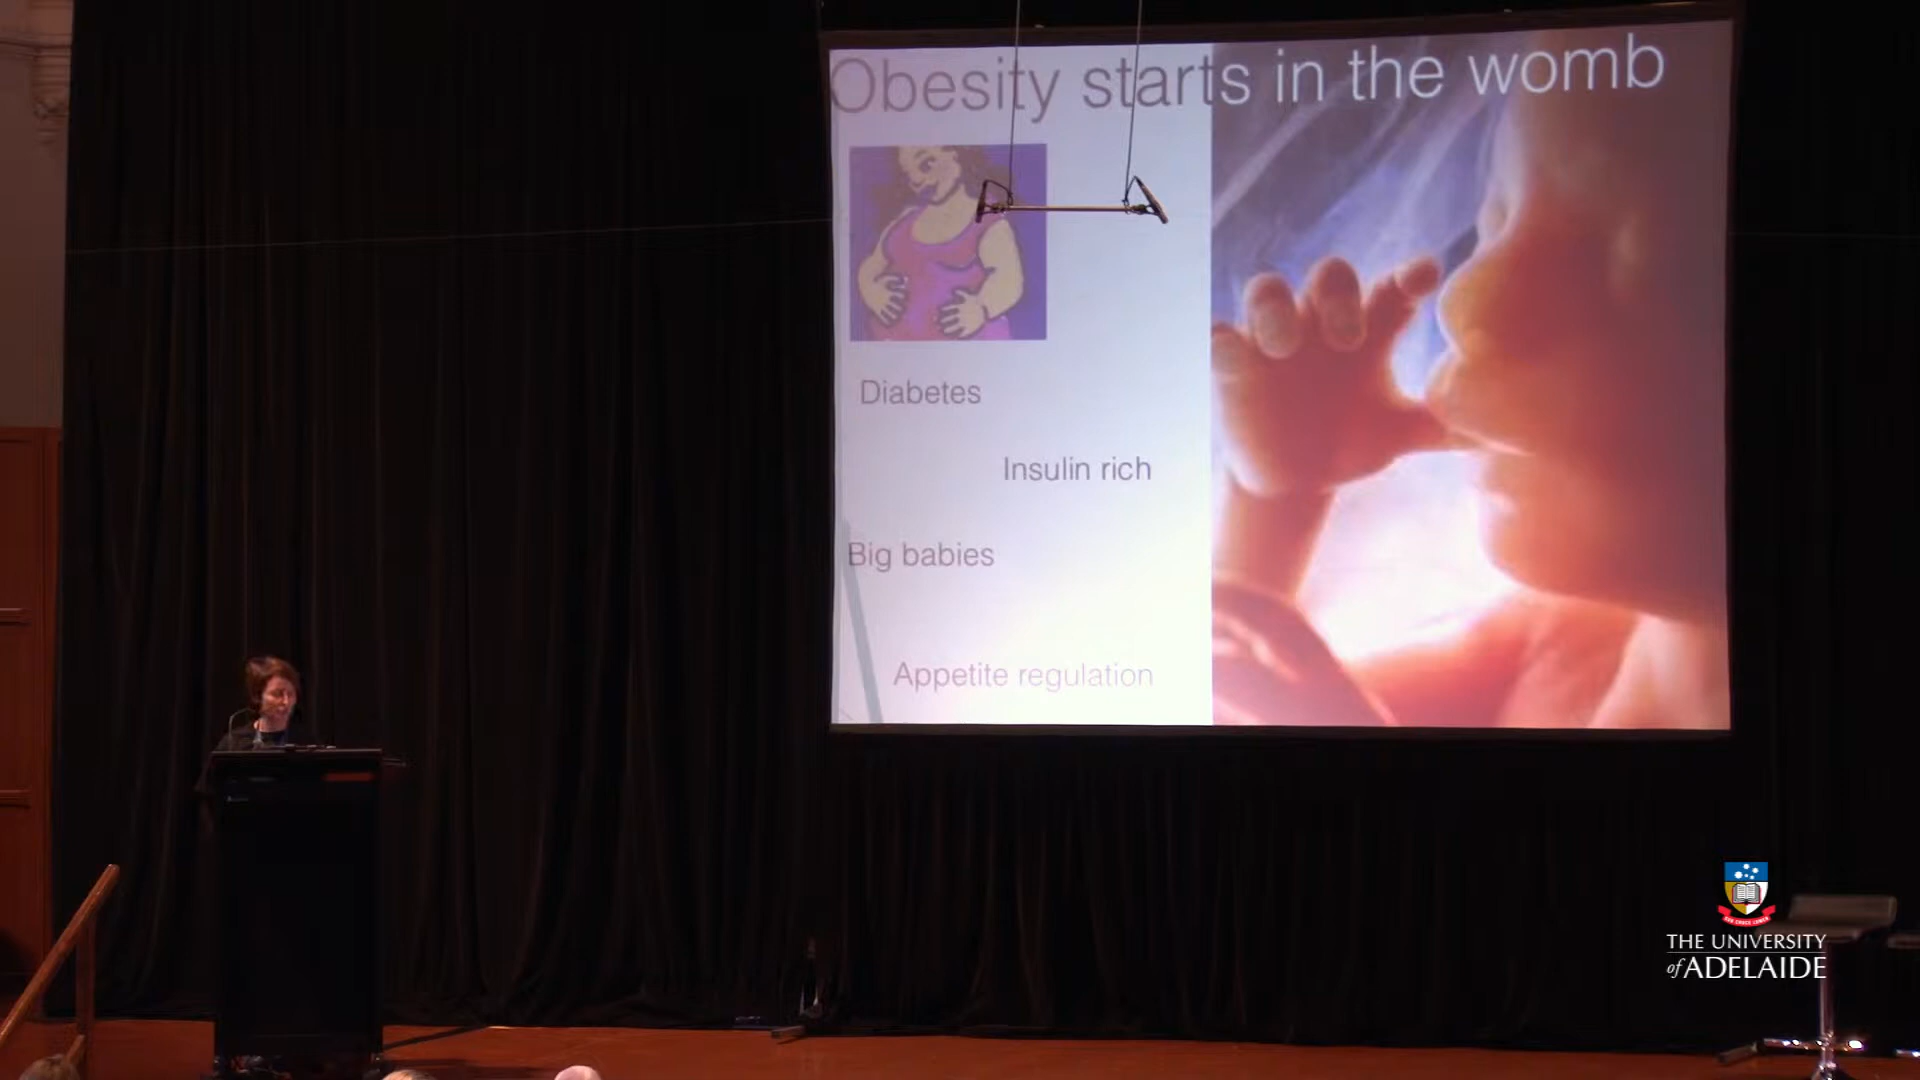 Obesity starts in the womb
Diabetes
Insulin rich
Big babies
Appetite regulation
THE UNIVERSITY
of ADELAIDE